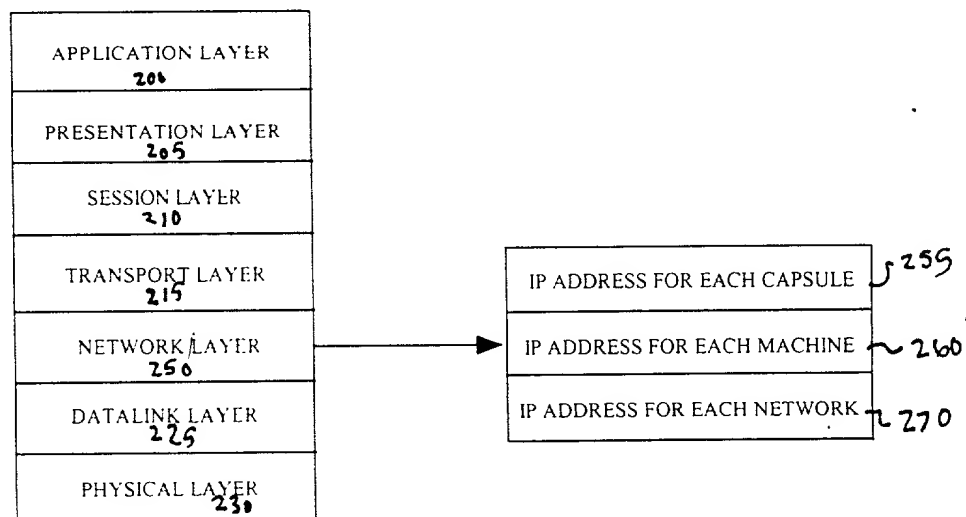 APPLICATION LAYER
200
PRESENTATION LAYER
205
SESSION LAYER
210
TRANSPORT LAYER
215
NETWORK LAYER
250
DATALINK LAYER
225
PHYSICAL LAYER
230
IP ADDRESS FOR EACH CAPSULE 255
IP ADDRESS FOR EACH MACHINE 260
IP ADDRESS FOR EACH NETWORK 270